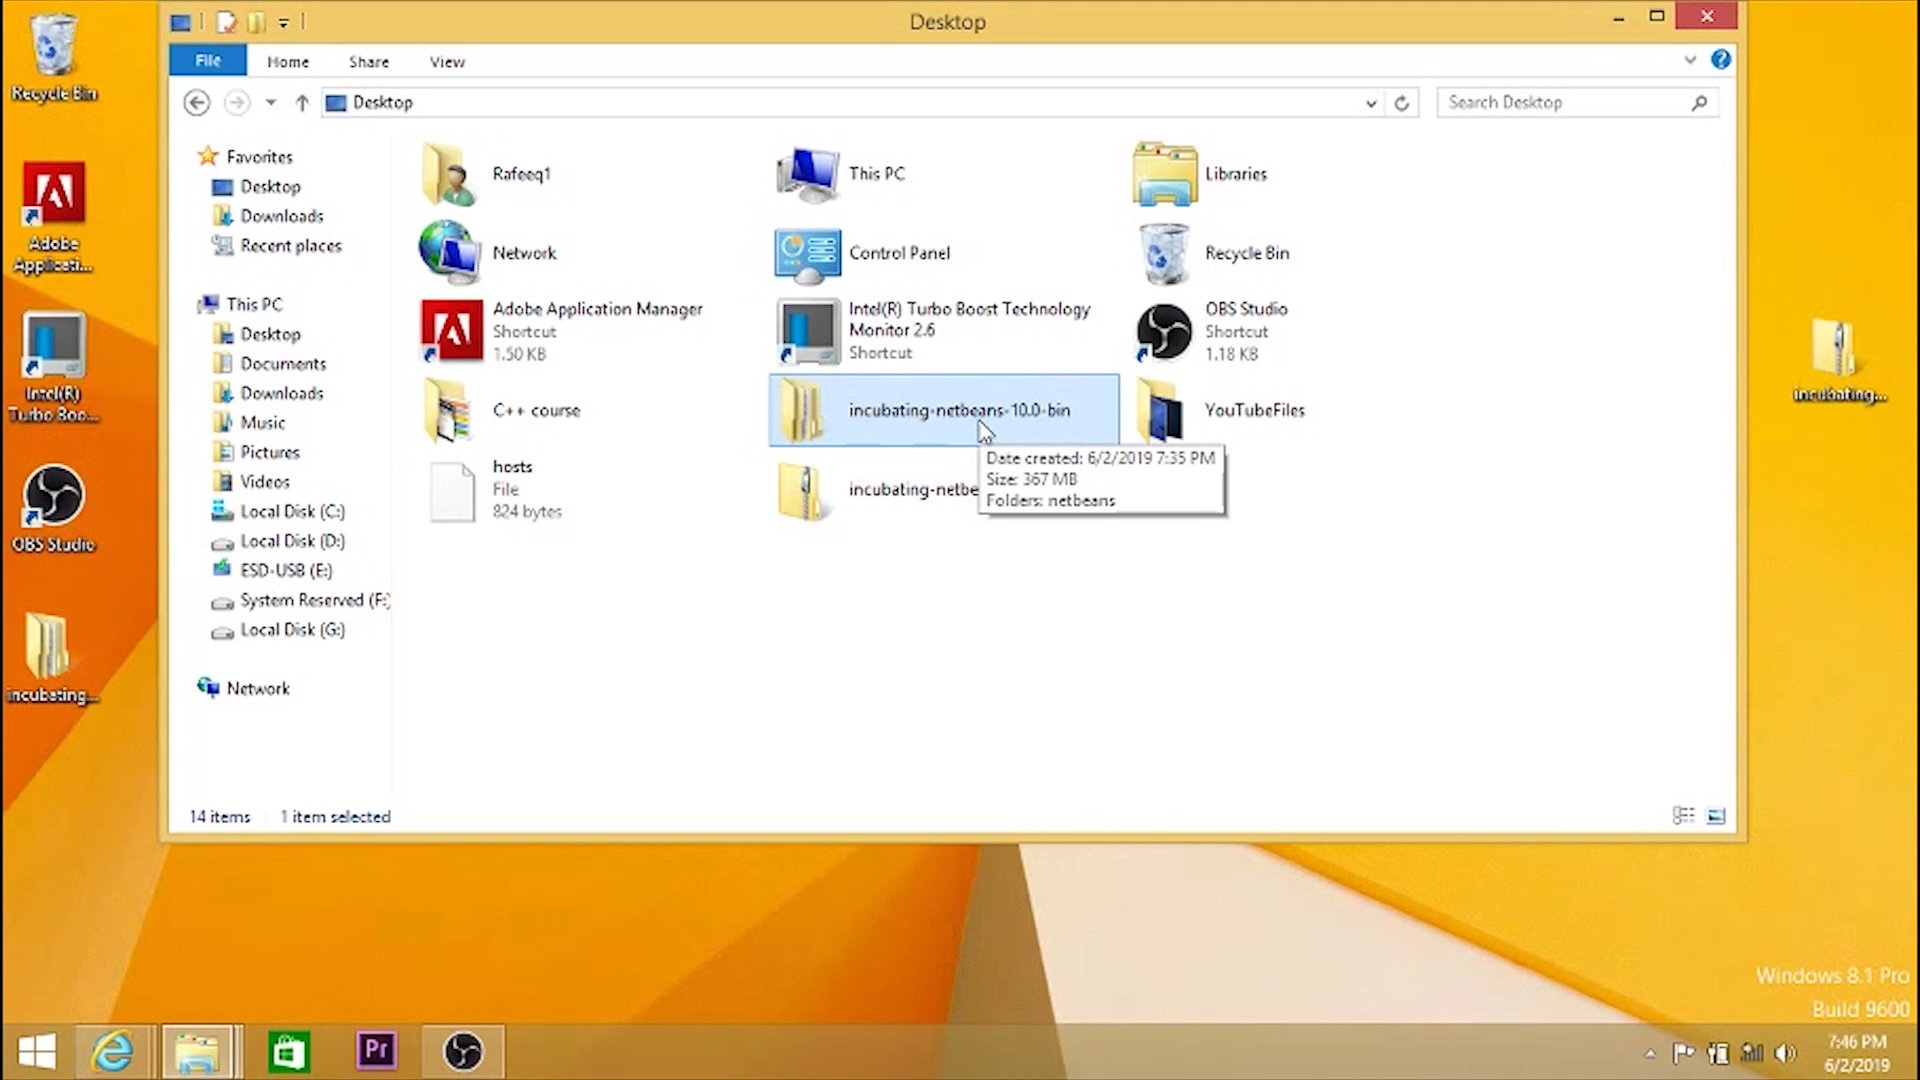 Desktop
File
Home
Share
View
Desktop
Search Desktop
Recycle Bin
Adobe
Applicati...
Intel(R)
Turbo Boo...
OBS Studio
incubating...
Favorites
Desktop
Downloads
Recent places
This PC
Desktop
Documents
Downloads
Music
Pictures
Videos
Local Disk (C:)
Local Disk (D:)
ESD-USB (E:)
System Reserved (F:)
Local Disk (G:)
Network
Rafeeq1
This PC
Libraries
Network
Control Panel
Recycle Bin
Adobe Application Manager
Shortcut
1.50 KB
Intel(R) Turbo Boost Technology
Monitor 2.6
Shortcut
OBS Studio
Shortcut
1.18 KB
C++ course
incubating-netbeans-10.0-bin
YouTubeFiles
hosts
File
824 bytes
incubating-netbe
Date created: 6/2/2019 7:35 PM
Size: 367 MB
Folders: netbeans
14 items
1 item selected
incubating...
Windows 8.1 Pro
Build 9600
Pr
7:46 PM
6/2/2019